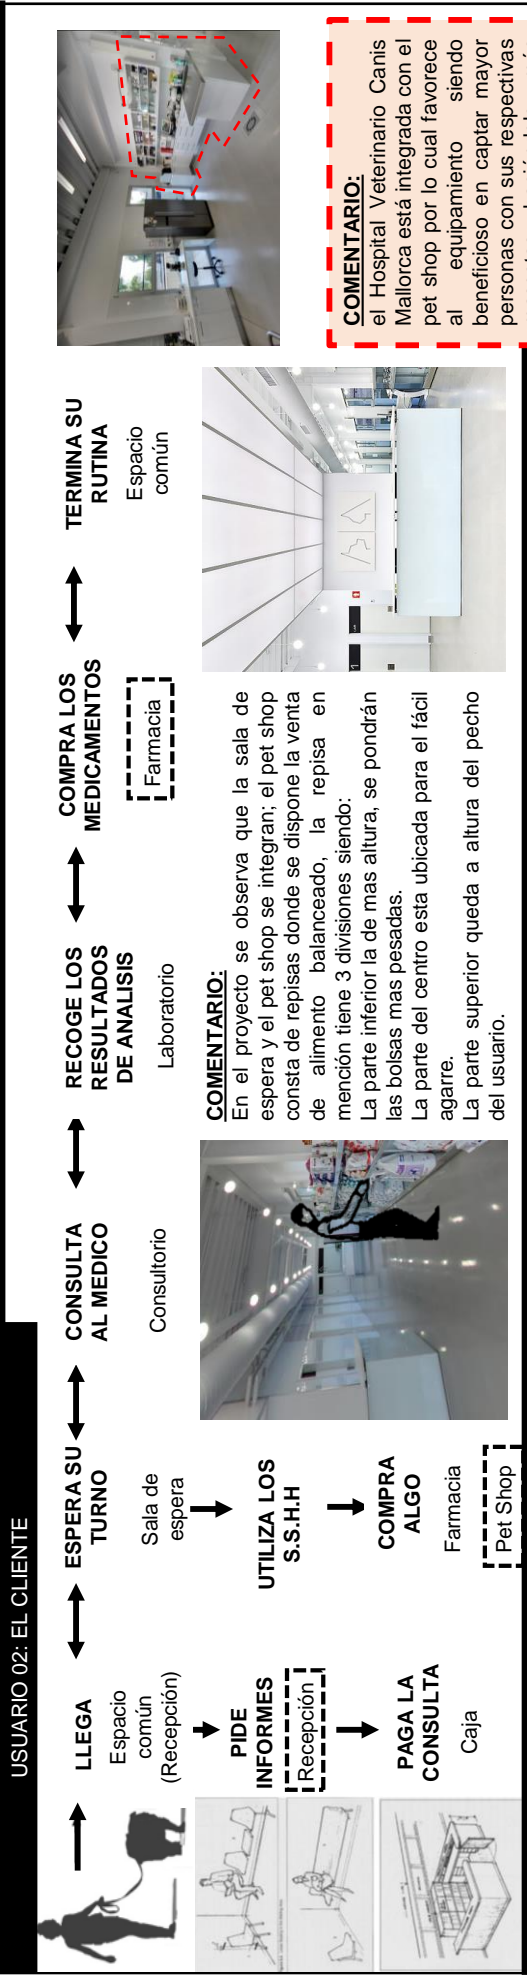 USUARIO 02: EL CLIENTE
LLEGA
Espacio
común
(Recepción)
PIDE
INFORMES
Recepción
PAGA LA
CONSULTA
Caja
ESPERA SU
TURNO
Sala de
espera
UTILIZA LOS
S.S.H.H
COMPRA
ALGO
Farmacia
Pet Shop
CONSULTA
AL MEDICO
Consultorio
RECOGE LOS
RESULTADOS
DE ANALISIS
Laboratorio
COMPRA LOS
MEDICAMENTOS
Farmacia
TERMINA SU
RUTINA
Espacio
común
COMENTARIO:
En el proyecto se observa que la sala de
espera y el pet shop se integran; el pet shop
consta de repisas donde se dispone la venta
de alimento balanceado, la repisa en
mención tiene 3 divisiones siendo:
La parte inferior la de mas altura, se pondrán
las bolsas mas pesadas.
La parte del centro esta ubicada para el fácil
agarre.
La parte superior queda a altura del pecho
del usuario.
1
COMENTARIO:
el Hospital Veterinario Canis
Mallorca está integrada con el
pet shop por lo cual favorece
al equipamiento siendo
beneficioso en captar mayor
personas con sus respectivas